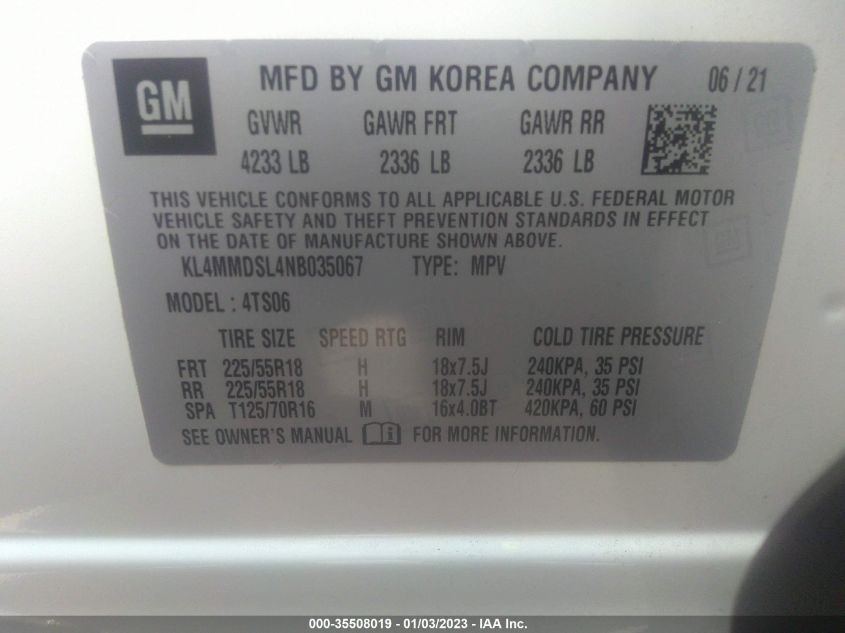 GM MFD BY GM KOREA COMPANY 06 / 21
GVWR GAWR FRT GAWR RR
4233 LB 2336 LB 2336 LB
THIS VEHICLE CONFORMS TO ALL APPLICABLE U.S. FEDERAL MOTOR
VEHICLE SAFETY AND THEFT PREVENTION STANDARDS IN EFFECT
ON THE DATE OF MANUFACTURE SHOWN ABOVE.
KL4MMDSL4NB035067 TYPE: MPV
MODEL : 4TS06
TIRE SIZE SPEED RTG RIM COLD TIRE PRESSURE
FRT 225/55R18 H 18x7.5J 240KPA, 35 PSI
RR 225/55R18 H 18x7.5J 240KPA, 35 PSI
SPA T125/70R16 M 16x4.0BT 420KPA, 60 PSI
SEE OWNER'S MANUAL FOR MORE INFORMATION.
000-35508019 - 01/03/2023 - IAA Inc.